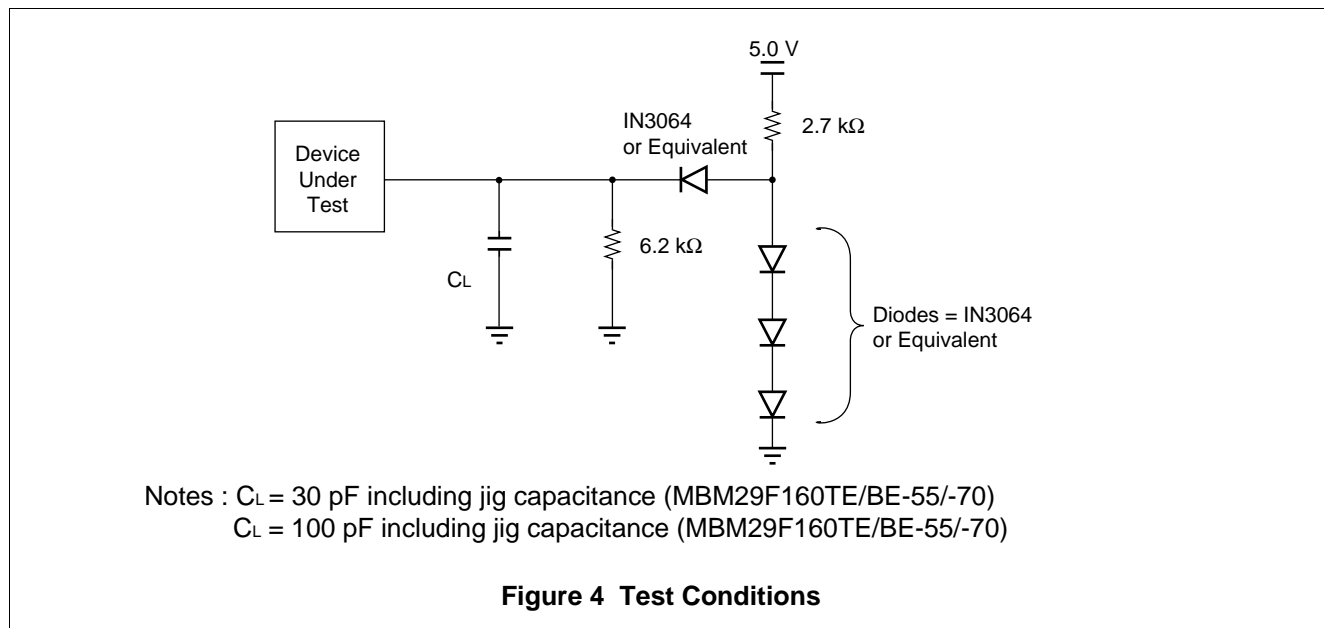 5.0 V
IN3064
or Equivalent
2.7 kΩ
Device
Under
Test
6.2 kΩ
CL
Diodes = IN3064
or Equivalent
Notes : CL = 30 pF including jig capacitance (MBM29F160TE/BE-55/-70)
CL = 100 pF including jig capacitance (MBM29F160TE/BE-55/-70)
Figure 4 Test Conditions